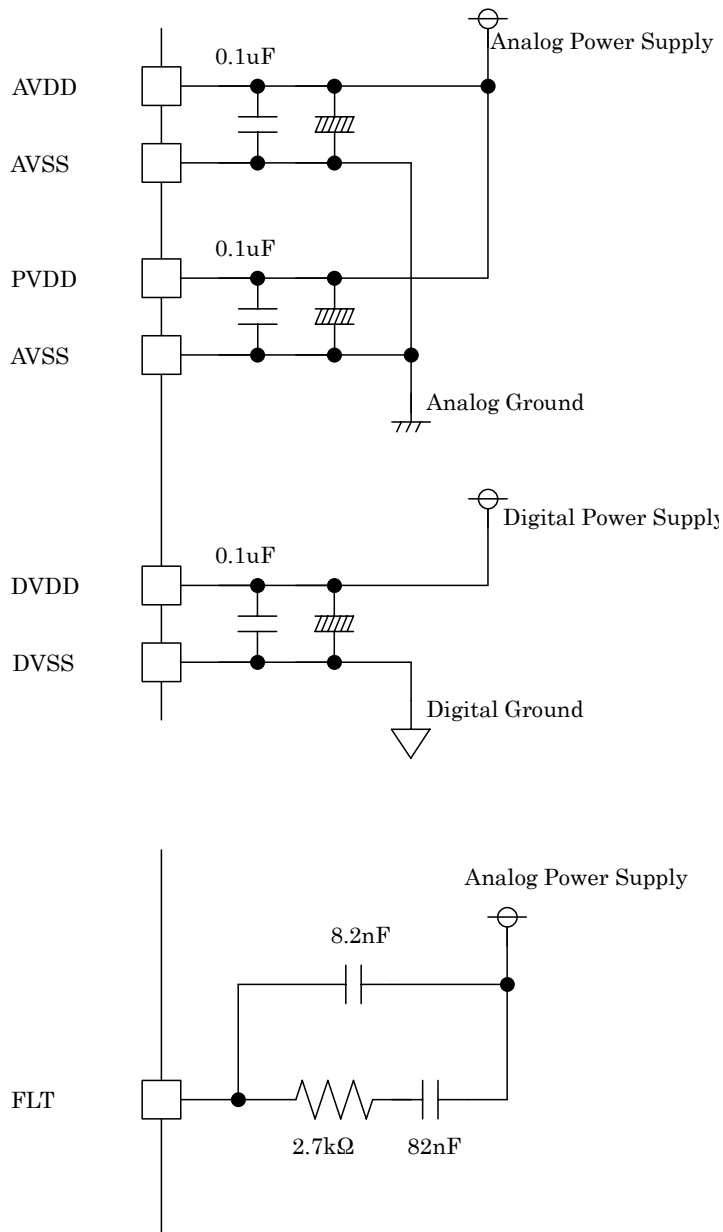 Analog Power Supply
0.1uF
AVDD
AVSS
0.1uF
PVDD
AVSS
Analog Ground
Digital Power Supply
0.1uF
DVDD
DVSS
Digital Ground
Analog Power Supply
8.2nF
FLT
2.7kΩ 82nF